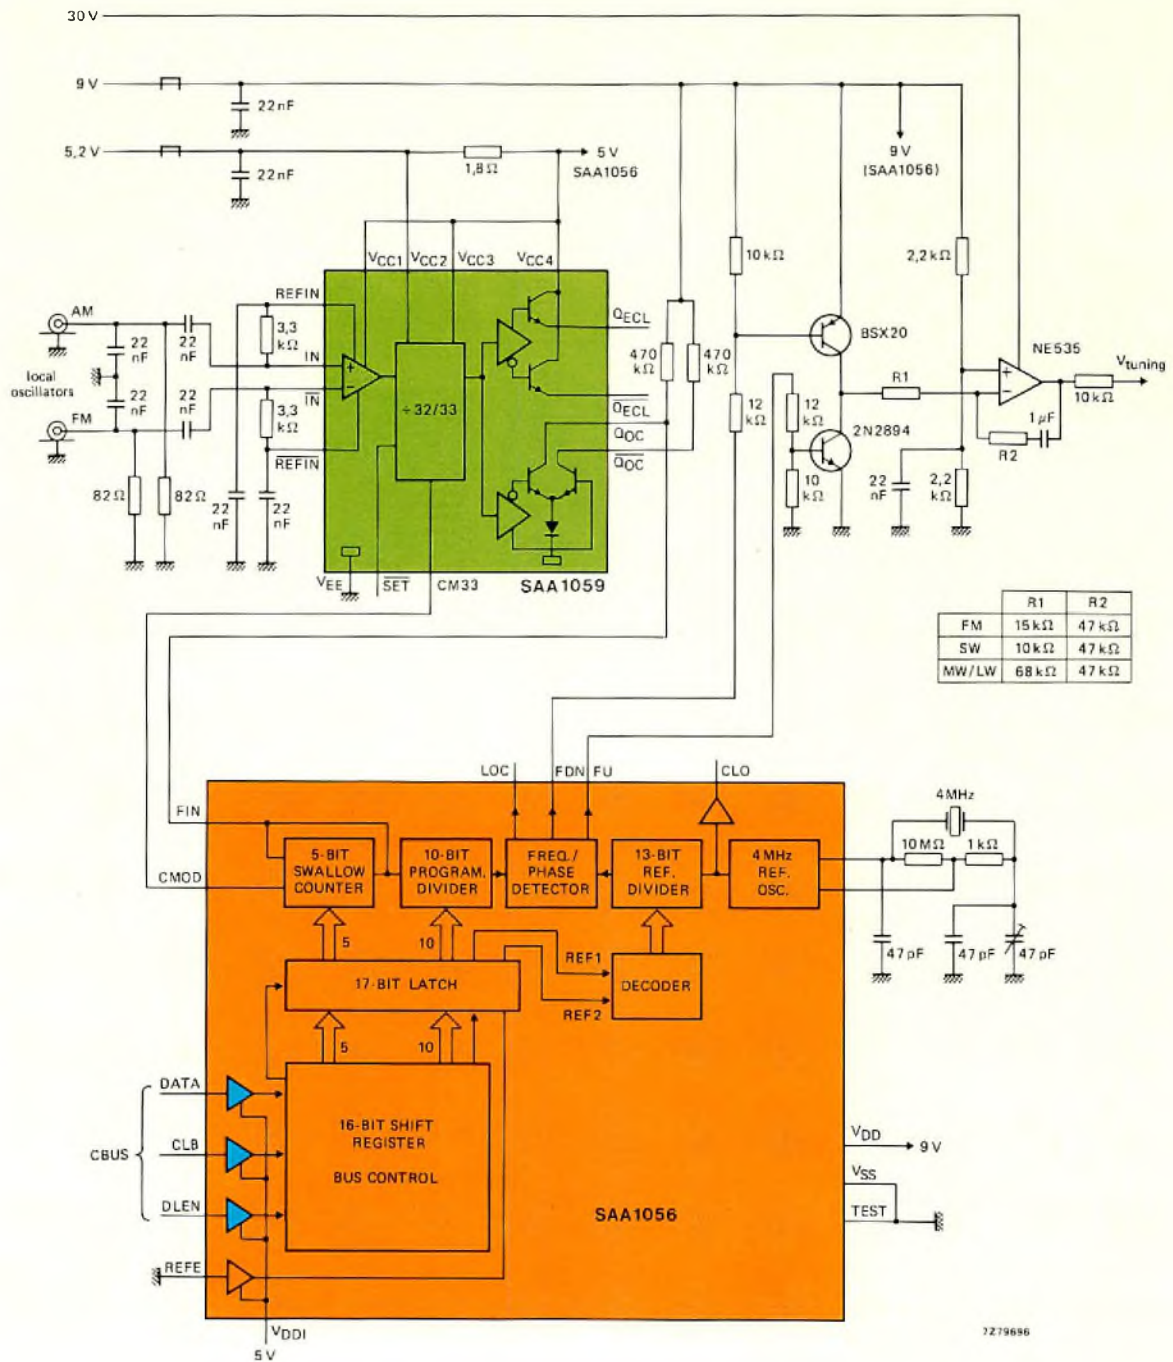 30 V
9 V
22 nF
5,2 V
22 nF
1,8 Ω
5 V
SAA1056
9 V
(SAA1056)
10 kΩ
2,2 kΩ
VCC1 VCC2 VCC3 VCC4
AM
22 nF
22 nF
local oscillators
22 nF
22 nF
FM
REFIN
3,3 kΩ
IN
IN
3,3 kΩ
REFIN
82 Ω
82 Ω
22 nF
22 nF
÷ 32/33
QECL
QECL
QOC
QOC
470 kΩ
470 kΩ
BSX20
NE535
Vtuning
R1
10 kΩ
1 µF
R2
12 kΩ
12 kΩ
2N2894
10 kΩ
22 nF
2,2 kΩ
VEE
SET
CM33
SAA1059
R1 R2
FM 15 kΩ 47 kΩ
SW 10 kΩ 47 kΩ
MW/LW 68 kΩ 47 kΩ
LOC
FDN
FU
CLO
FIN
CMOD
5-BIT SWALLOW COUNTER
10-BIT PROGRAM. DIVIDER
FREQ./ PHASE DETECTOR
13-BIT REF. DIVIDER
4 MHz REF. OSC.
4 MHz
10 MΩ
1 kΩ
47 pF
47 pF
47 pF
5
10
17-BIT LATCH
REF1
REF2
DECODER
5
10
CBUS
DATA
CLB
DLEN
REFE
16-BIT SHIFT REGISTER
BUS CONTROL
SAA1056
VDD
9 V
VSS
TEST
VDDI
5 V
7Z79696